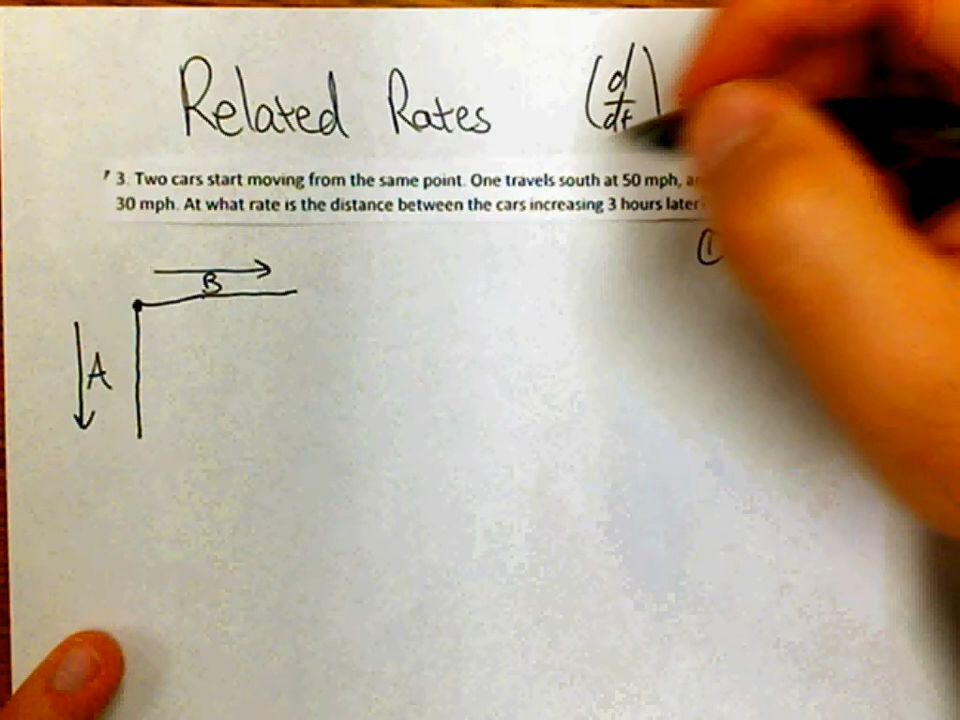 Related Rates (d/dt)
3. Two cars start moving from the same point. One travels south at 50 mph,
30 mph. At what rate is the distance between the cars increasing 3 hours later
B
A